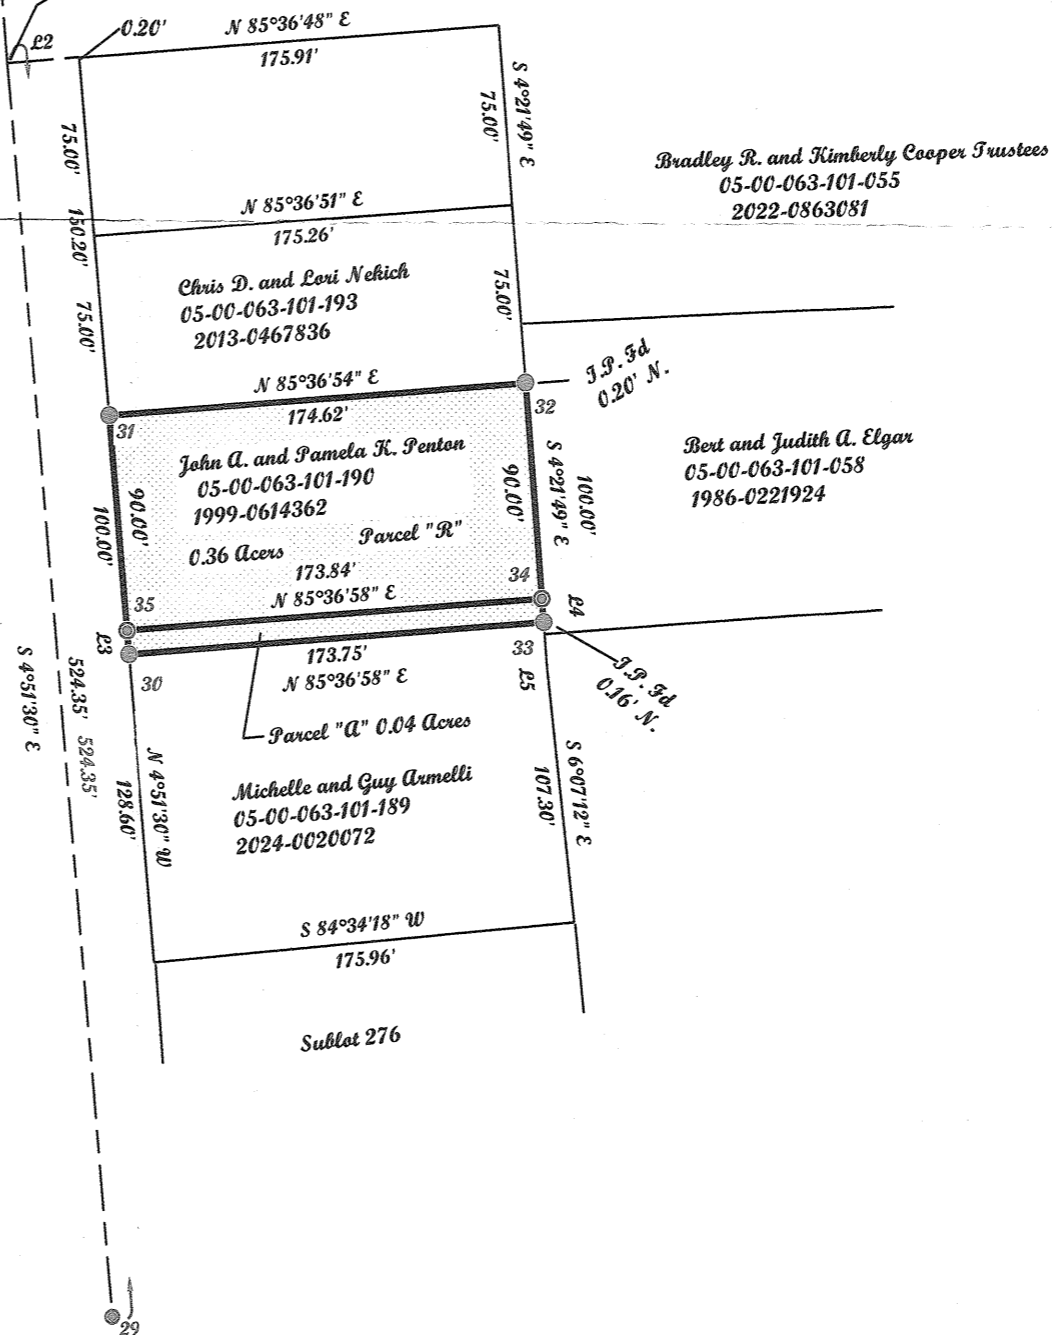 £2
0.20'
N 85°36'48" E
175.91'
75.00'
75.00'
S 4°21'49" E
Bradley R. and Kimberly Cooper Trustees
05-00-063-101-055
2022-0863081
N 85°36'51" E
175.26'
150.20'
Chris D. and Lori Nekich
05-00-063-101-193
2013-0467836
75.00'
75.00'
N 85°36'54" E
174.62'
I.P. Fd
0.20' N.
31
32
John A. and Pamela K. Penton
05-00-063-101-190
1999-0614362
0.36 Acers
Parcel "R"
90.00'
100.00'
90.00'
S 4°21'49" E
100.00'
Bert and Judith A. Elgar
05-00-063-101-058
1986-0221924
173.84'
N 85°36'58" E
35
34
£3
£4
173.75'
N 85°36'58" E
30
33
£5
I.P. Fd
0.16' N.
Parcel "A" 0.04 Acres
S 4°51'30" E
524.35'
524.35'
Michelle and Guy Armelli
05-00-063-101-189
2024-0020072
128.60'
N 4°51'30" W
107.30'
S 6°07'12" E
S 84°34'18" W
175.96'
Sublot 276
29